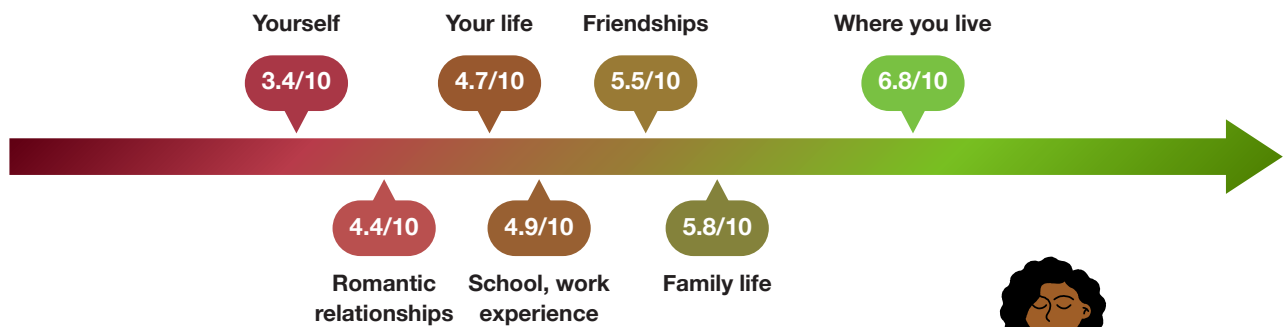 Yourself
Your life
Friendships
Where you live
3.4/10
4.7/10
5.5/10
6.8/10
4.4/10
4.9/10
5.8/10
Romantic
relationships
School, work
experience
Family life